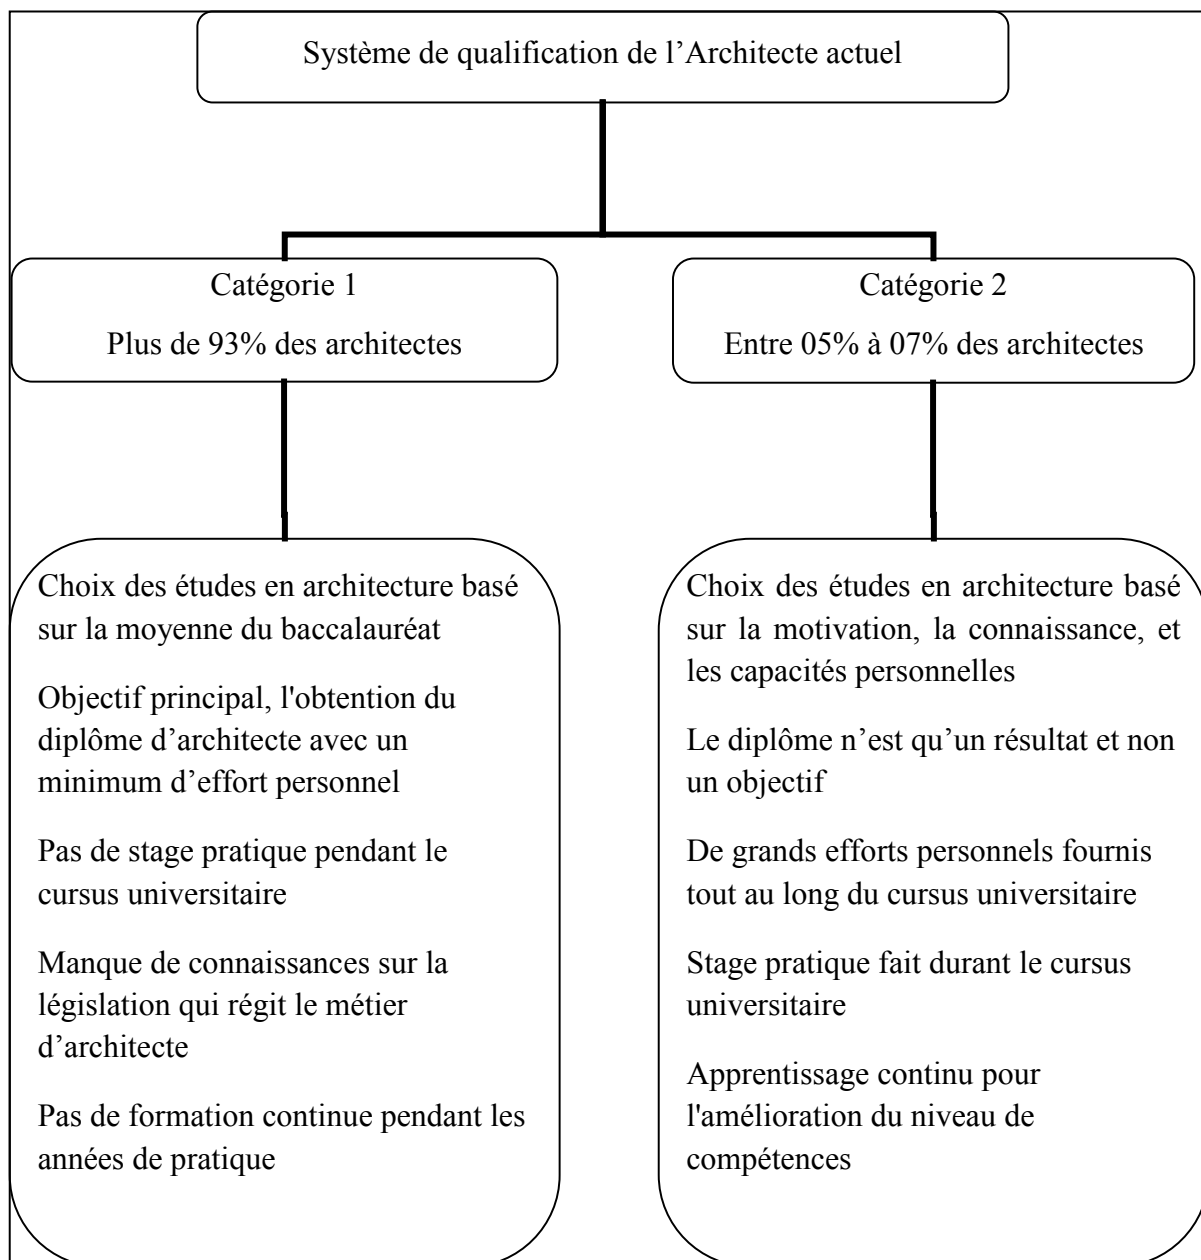 Système de qualification de l’Architecte actuel
Catégorie 1
Plus de 93% des architectes
Catégorie 2
Entre 05% à 07% des architectes
Choix des études en architecture basé
sur la moyenne du baccalauréat
Objectif principal, l'obtention du
diplôme d’architecte avec un
minimum d’effort personnel
Pas de stage pratique pendant le
cursus universitaire
Manque de connaissances sur la
législation qui régit le métier
d’architecte
Pas de formation continue pendant les
années de pratique
Choix des études en architecture basé
sur la motivation, la connaissance, et
les capacités personnelles
Le diplôme n’est qu’un résultat et non
un objectif
De grands efforts personnels fournis
tout au long du cursus universitaire
Stage pratique fait durant le cursus
universitaire
Apprentissage continu pour
l'amélioration du niveau de
compétences